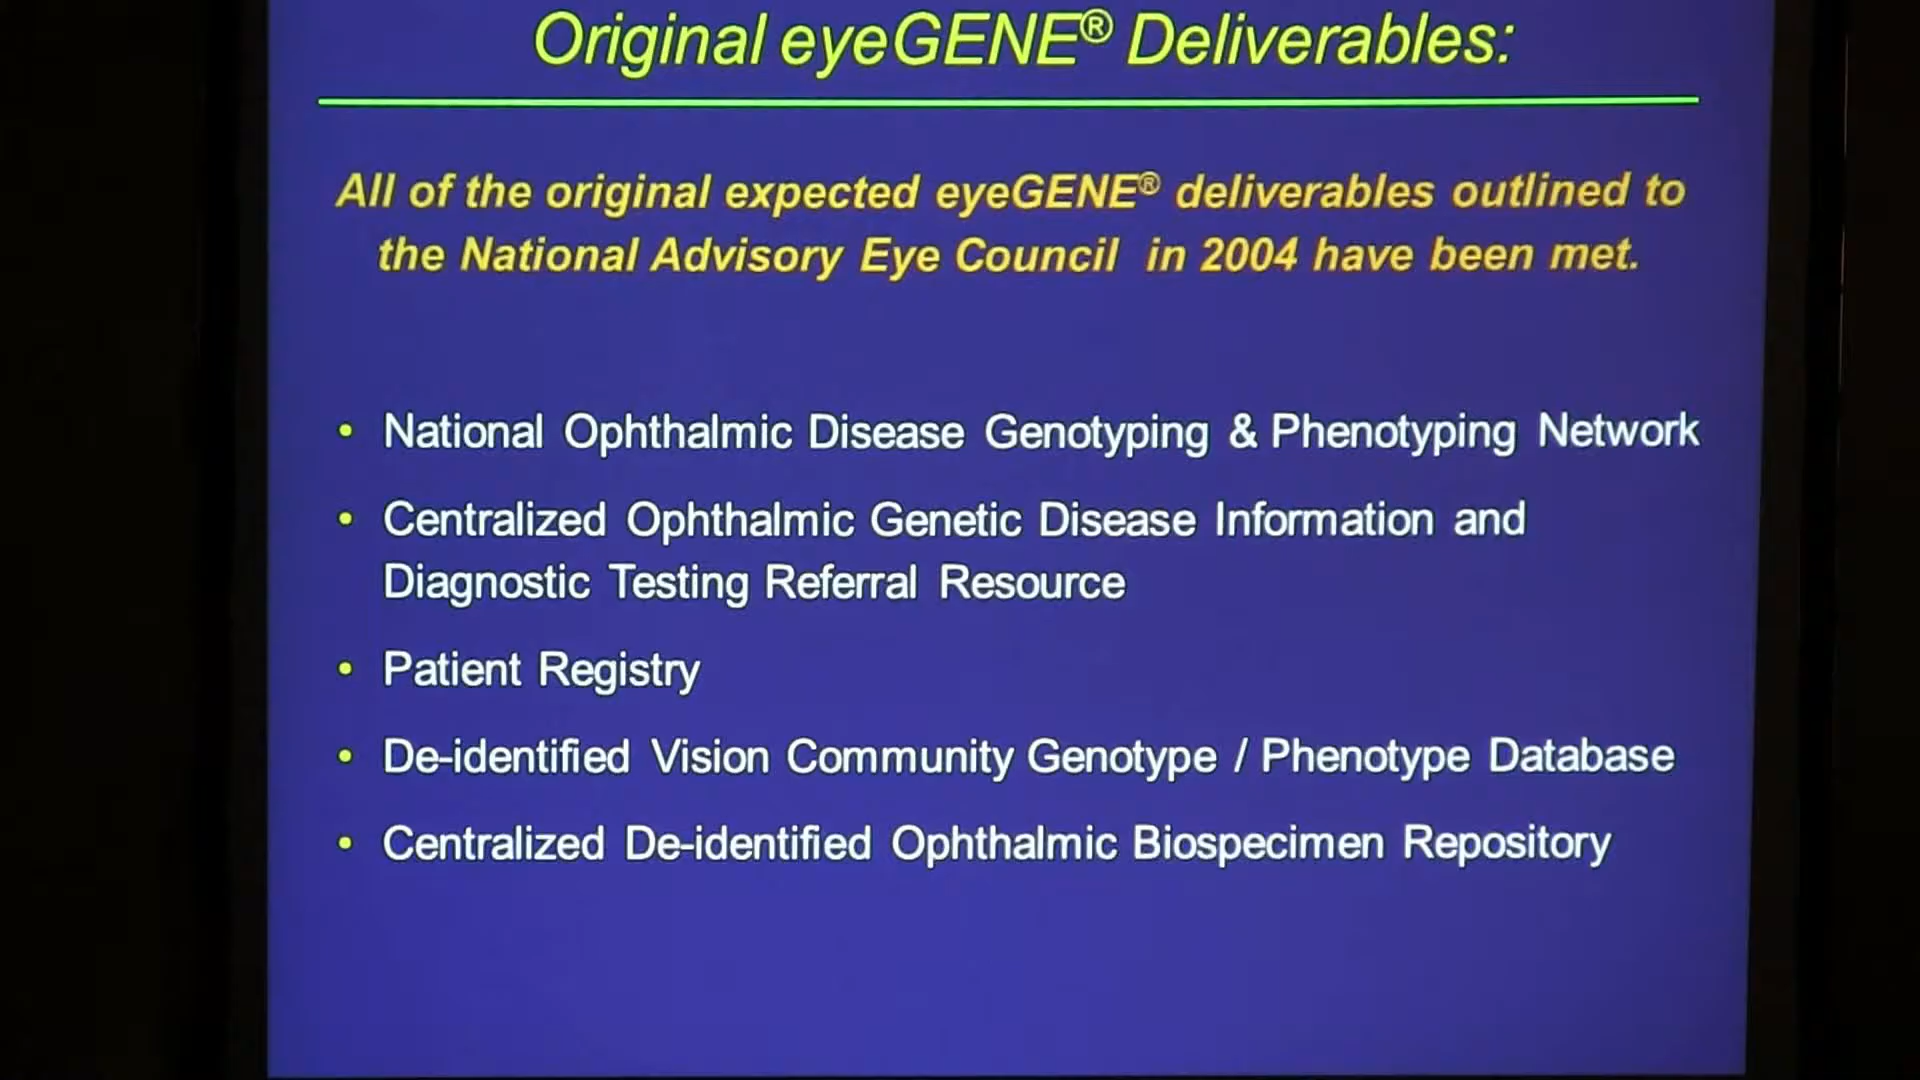 Original eyeGENE® Deliverables:
All of the original expected eyeGENE® deliverables outlined to
the National Advisory Eye Council in 2004 have been met.
• National Ophthalmic Disease Genotyping & Phenotyping Network
• Centralized Ophthalmic Genetic Disease Information and
Diagnostic Testing Referral Resource
• Patient Registry
• De-identified Vision Community Genotype / Phenotype Database
• Centralized De-identified Ophthalmic Biospecimen Repository